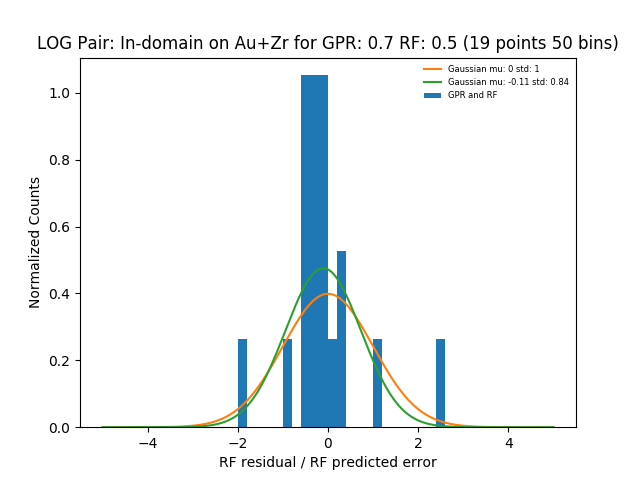 LOG Pair: In-domain on Au+Zr for GPR: 0.7 RF: 0.5 (19 points 50 bins)
Gaussian mu: 0 std: 1
Gaussian mu: -0.11 std: 0.84
GPR and RF
Normalized Counts
1.0
0.8
0.6
0.4
0.2
0.0
−4
−2
0
2
4
RF residual / RF predicted error